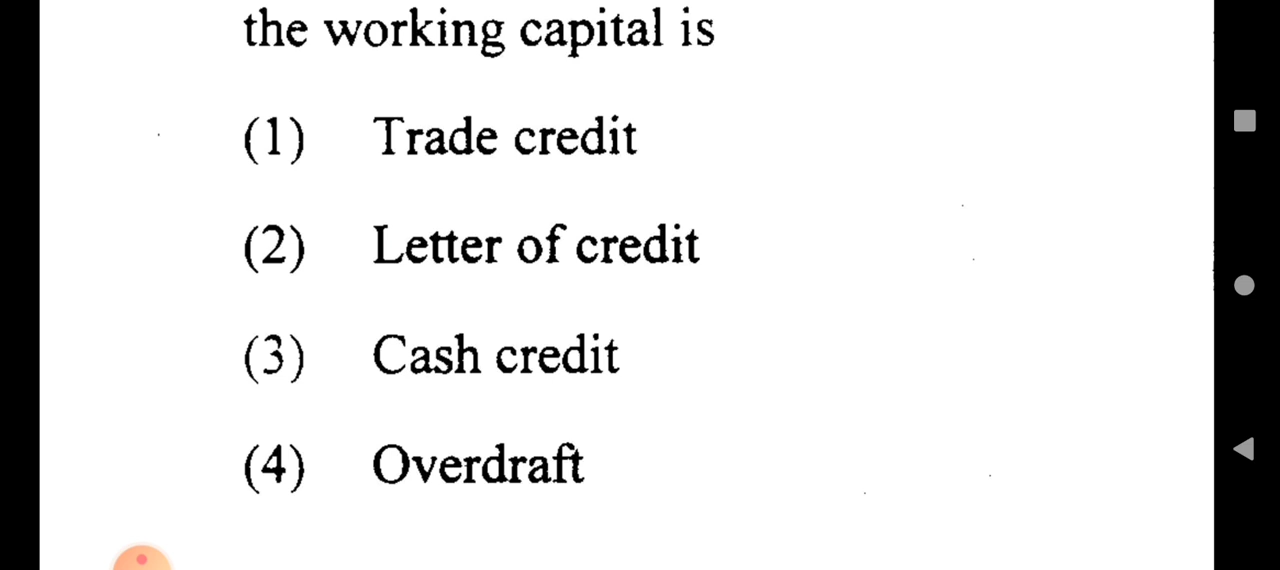 the working capital is
(1) Trade credit
(2) Letter of credit
(3) Cash credit
(4) Overdraft